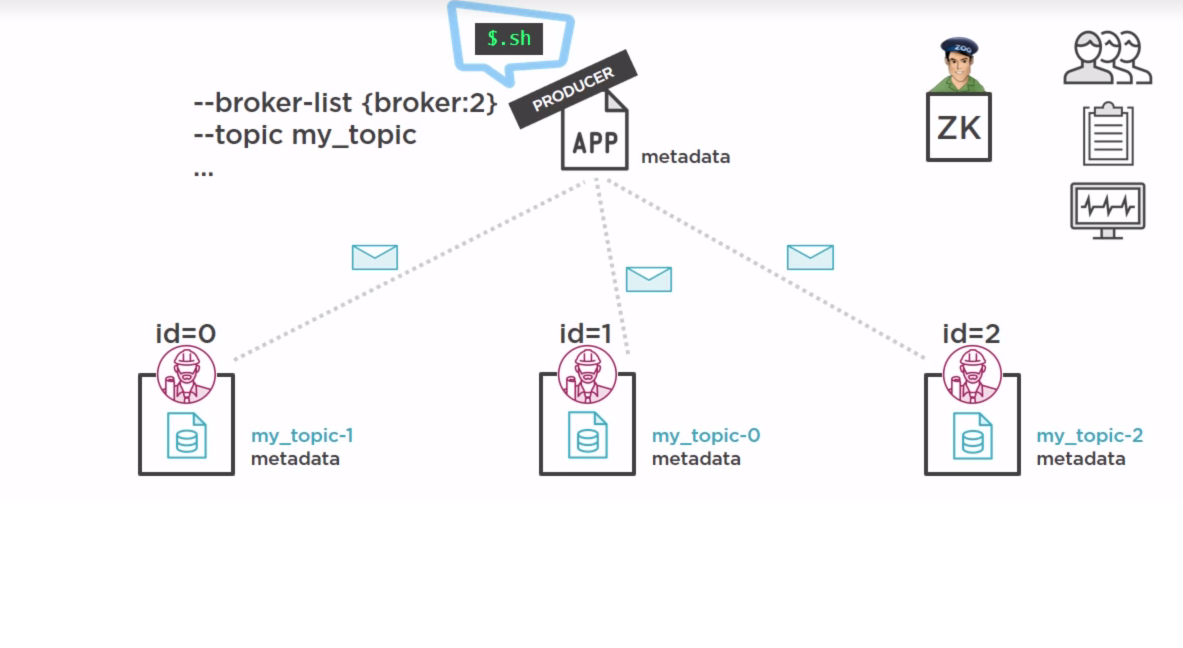 $.sh
PRODUCER
--broker-list {broker:2}
--topic my_topic
...
APP
metadata
ZOO
ZK
id=0
id=1
id=2
my_topic-1
metadata
my_topic-0
metadata
my_topic-2
metadata